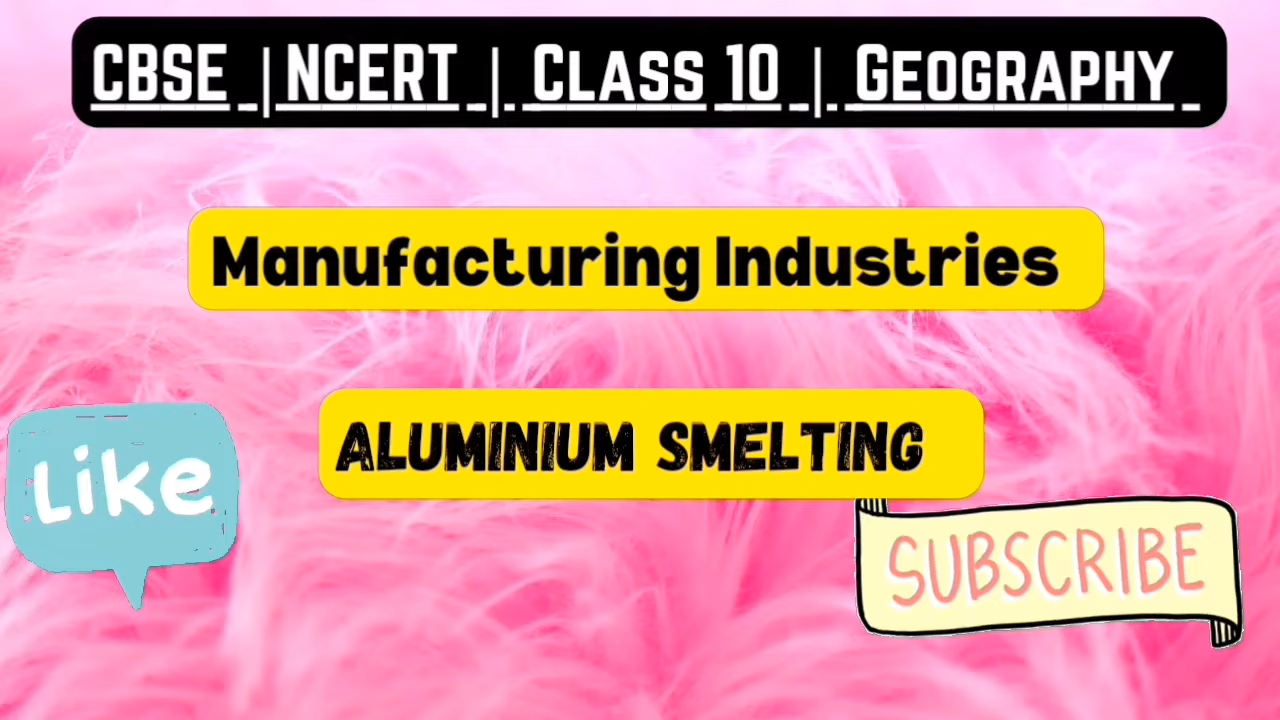 CBSE | NCERT | CLASS 10 | GEOGRAPHY
Manufacturing Industries
ALUMINIUM SMELTING
Like
SUBSCRIBE